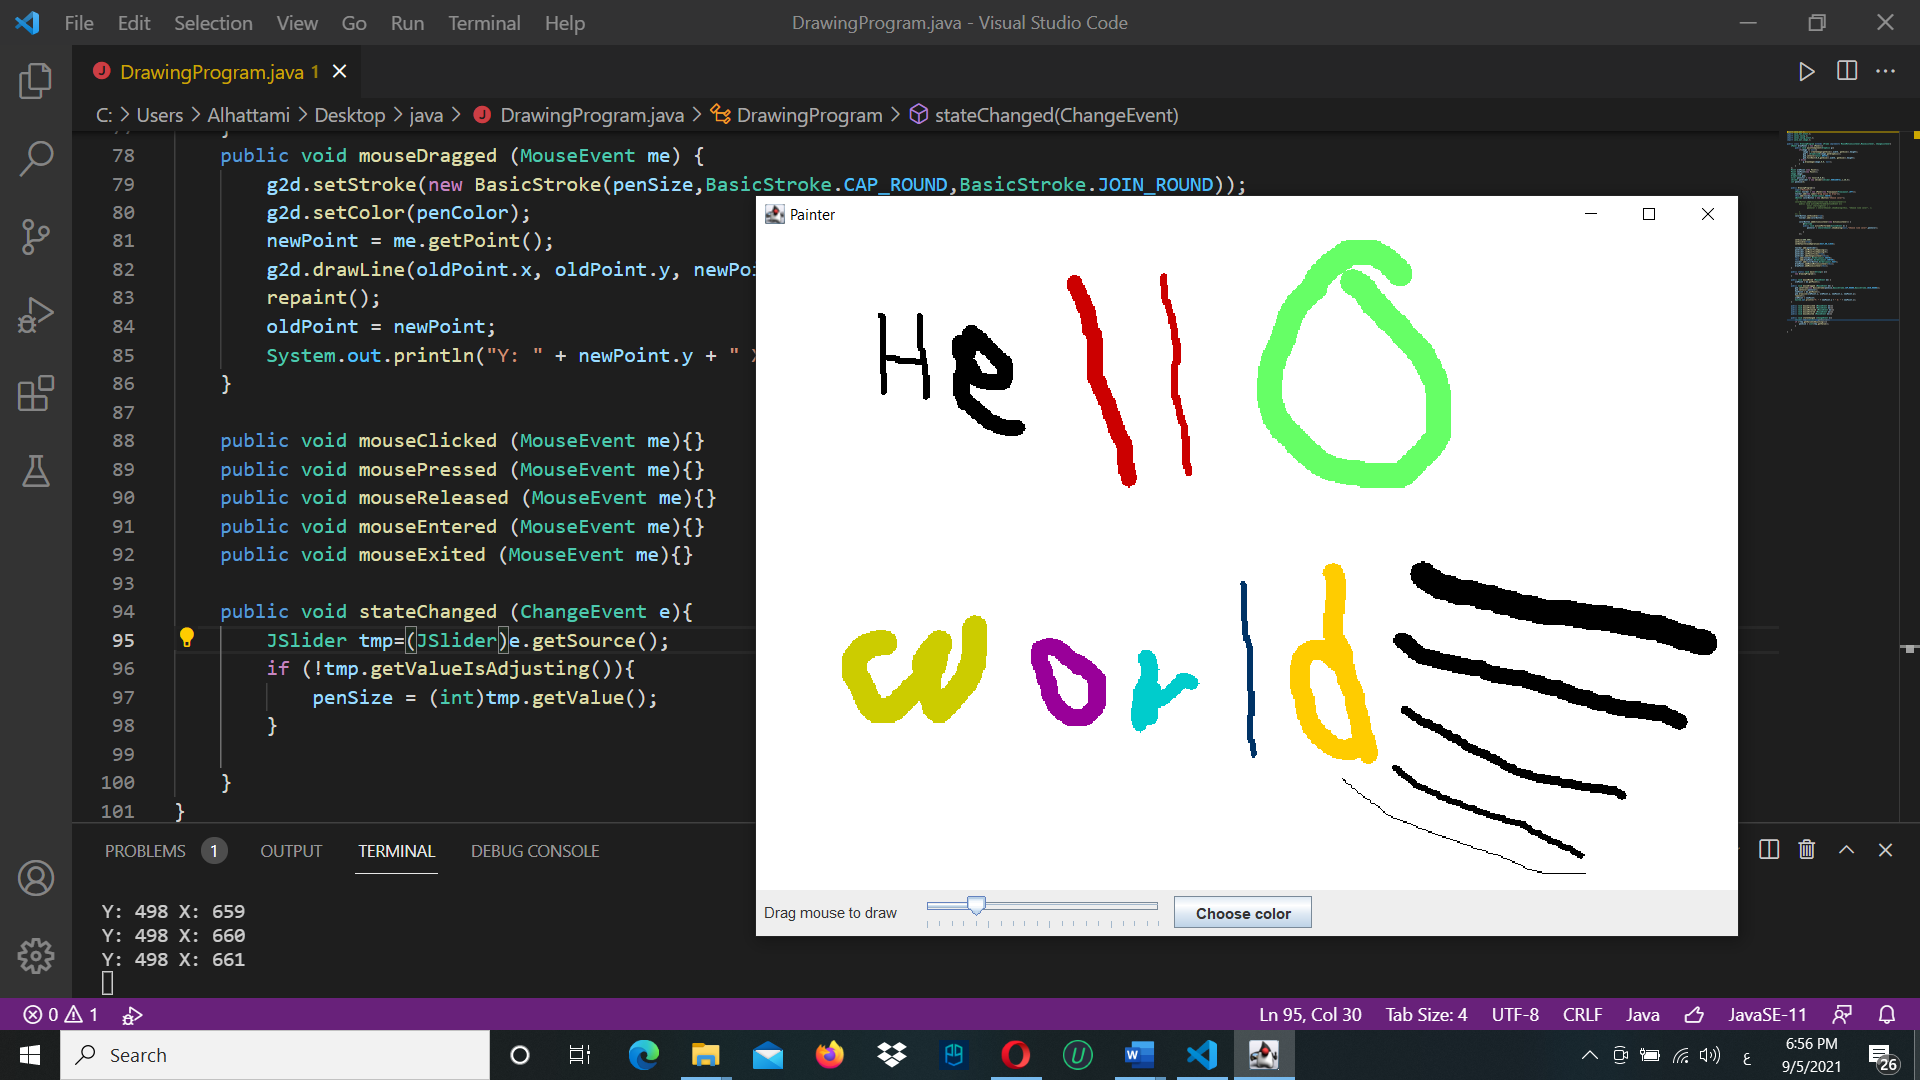 File Edit Selection View Go Run Terminal Help DrawingProgram.java - Visual Studio Code
DrawingProgram.java 1
C: > Users > Alhattami > Desktop > java > DrawingProgram.java > DrawingProgram > stateChanged(ChangeEvent)
78 public void mouseDragged (MouseEvent me) {
79 g2d.setStroke(new BasicStroke(penSize,BasicStroke.CAP_ROUND,BasicStroke.JOIN_ROUND));
80 g2d.setColor(penColor);
81 newPoint = me.getPoint();
82 g2d.drawLine(oldPoint.x, oldPoint.y, newPoi
83 repaint();
84 oldPoint = newPoint;
85 System.out.println("Y: " + newPoint.y + " X
86 }
87
88 public void mouseClicked (MouseEvent me){}
89 public void mousePressed (MouseEvent me){}
90 public void mouseReleased (MouseEvent me){}
91 public void mouseEntered (MouseEvent me){}
92 public void mouseExited (MouseEvent me){}
93
94 public void stateChanged (ChangeEvent e){
95 JSlider tmp=(JSlider)e.getSource();
96 if (!tmp.getValueIsAdjusting()){
97 penSize = (int)tmp.getValue();
98 }
99
100 }
101 }
Painter
Hello
world
Drag mouse to draw Choose color
PROBLEMS 1 OUTPUT TERMINAL DEBUG CONSOLE
Y: 498 X: 659
Y: 498 X: 660
Y: 498 X: 661
0 1 Ln 95, Col 30 Tab Size: 4 UTF-8 CRLF Java JavaSE-11
Search
ع
6:56 PM
9/5/2021
26